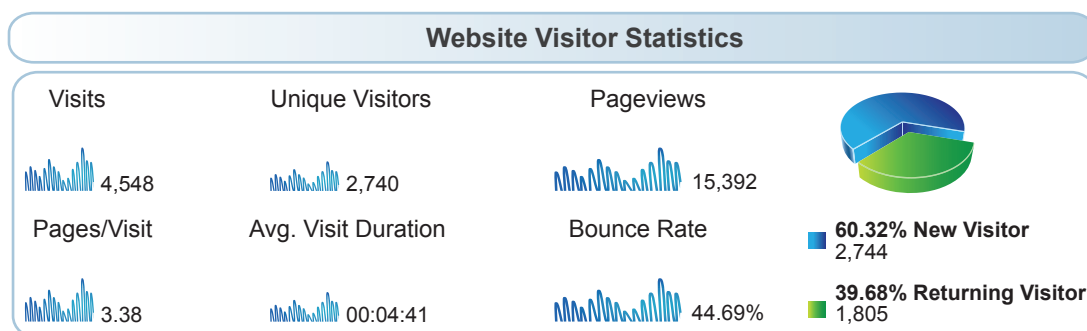 Website Visitor Statistics
Visits
Unique Visitors
Pageviews
4,548
2,740
15,392
Pages/Visit
Avg. Visit Duration
Bounce Rate
3.38
00:04:41
44.69%
60.32% New Visitor
2,744
39.68% Returning Visitor
1,805